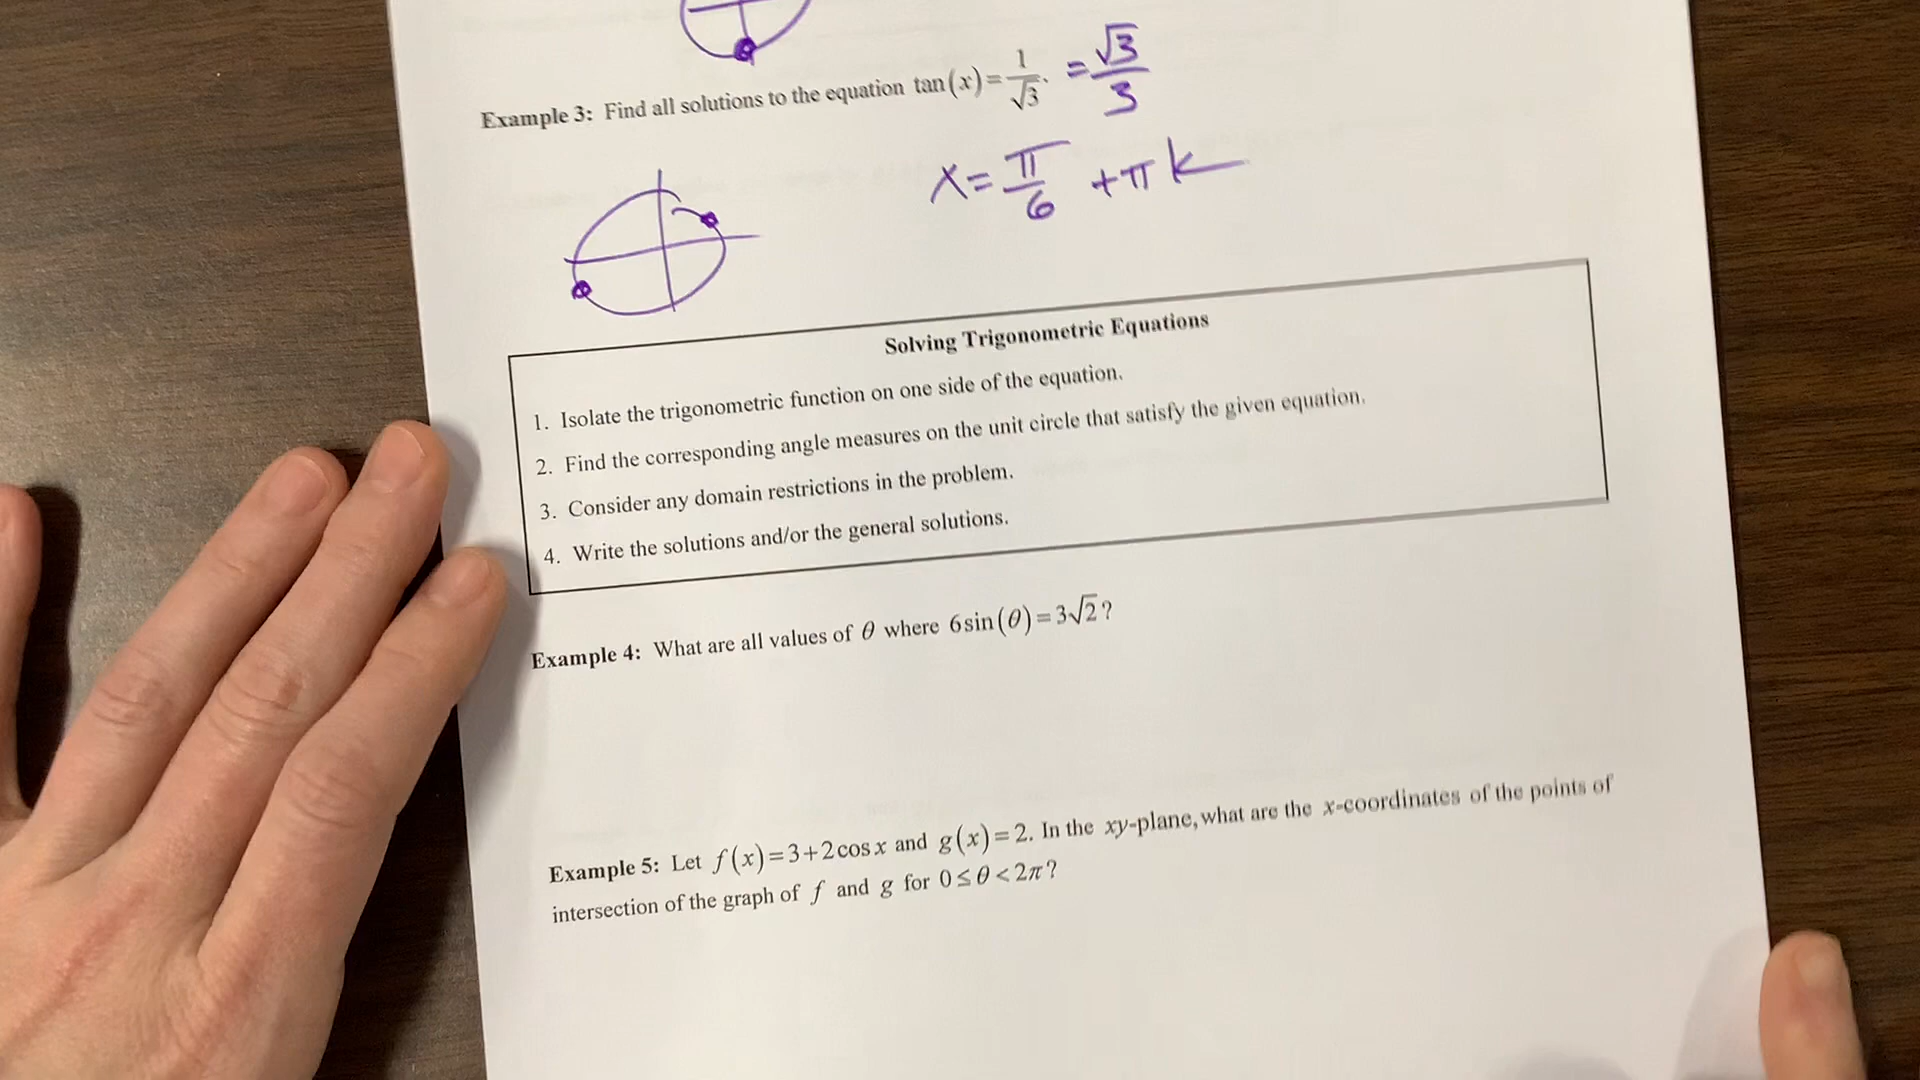 Example 3: Find all solutions to the equation tan(x)=1/√3. =√3/3
x=π/6 +πk
Solving Trigonometric Equations
1. Isolate the trigonometric function on one side of the equation.
2. Find the corresponding angle measures on the unit circle that satisfy the given equation.
3. Consider any domain restrictions in the problem.
4. Write the solutions and/or the general solutions.
Example 4: What are all values of θ where 6sin(θ)=3√2?
Example 5: Let f(x)=3+2cosx and g(x)=2. In the xy-plane, what are the x-coordinates of the points of
intersection of the graph of f and g for 0≤θ<2π?